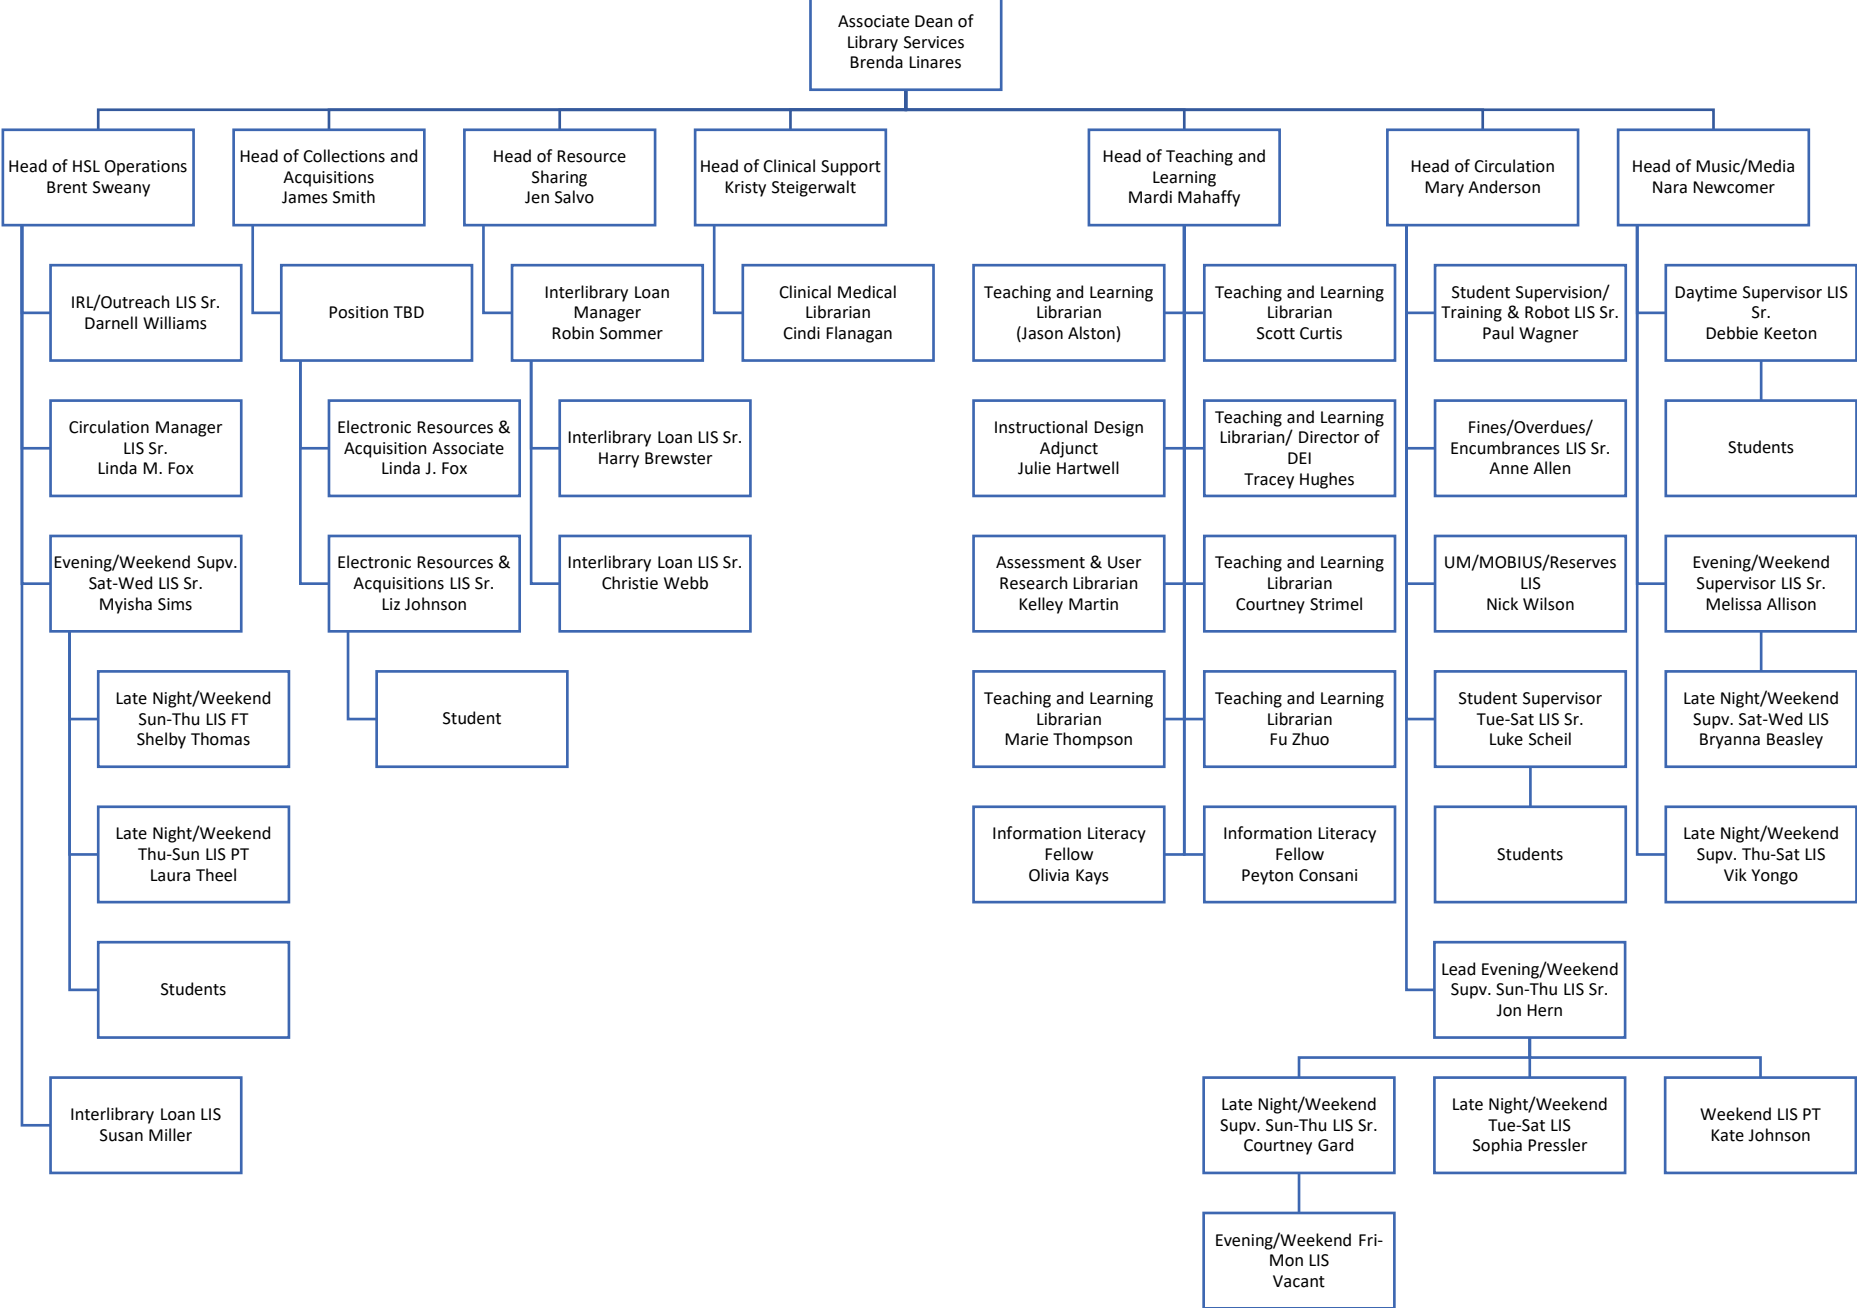 Associate Dean of
Library Services
Brenda Linares
Head of HSL Operations
Brent Sweany
Head of Collections and
Acquisitions
James Smith
Head of Resource
Sharing
Jen Salvo
Head of Clinical Support
Kristy Steigerwalt
Head of Teaching and
Learning
Mardi Mahaffy
Head of Circulation
Mary Anderson
Head of Music/Media
Nara Newcomer
IRL/Outreach LIS Sr.
Darnell Williams
Position TBD
Interlibrary Loan
Manager
Robin Sommer
Clinical Medical
Librarian
Cindi Flanagan
Teaching and Learning
Librarian
(Jason Alston)
Teaching and Learning
Librarian
Scott Curtis
Student Supervision/
Training & Robot LIS Sr.
Paul Wagner
Daytime Supervisor LIS
Sr.
Debbie Keeton
Circulation Manager
LIS Sr.
Linda M. Fox
Electronic Resources &
Acquisition Associate
Linda J. Fox
Interlibrary Loan LIS Sr.
Harry Brewster
Instructional Design
Adjunct
Julie Hartwell
Teaching and Learning
Librarian/ Director of
DEI
Tracey Hughes
Fines/Overdues/
Encumbrances LIS Sr.
Anne Allen
Students
Evening/Weekend Supv.
Sat-Wed LIS Sr.
Myisha Sims
Electronic Resources &
Acquisitions LIS Sr.
Liz Johnson
Interlibrary Loan LIS Sr.
Christie Webb
Assessment & User
Research Librarian
Kelley Martin
Teaching and Learning
Librarian
Courtney Strimel
UM/MOBIUS/Reserves
LIS
Nick Wilson
Evening/Weekend
Supervisor LIS Sr.
Melissa Allison
Late Night/Weekend
Sun-Thu LIS FT
Shelby Thomas
Student
Teaching and Learning
Librarian
Marie Thompson
Teaching and Learning
Librarian
Fu Zhuo
Student Supervisor
Tue-Sat LIS Sr.
Luke Scheil
Late Night/Weekend
Supv. Sat-Wed LIS
Bryanna Beasley
Late Night/Weekend
Thu-Sun LIS PT
Laura Theel
Information Literacy
Fellow
Olivia Kays
Information Literacy
Fellow
Peyton Consani
Students
Late Night/Weekend
Supv. Thu-Sat LIS
Vik Yongo
Students
Lead Evening/Weekend
Supv. Sun-Thu LIS Sr.
Jon Hern
Interlibrary Loan LIS
Susan Miller
Late Night/Weekend
Supv. Sun-Thu LIS Sr.
Courtney Gard
Late Night/Weekend
Tue-Sat LIS
Sophia Pressler
Weekend LIS PT
Kate Johnson
Evening/Weekend Fri-
Mon LIS
Vacant